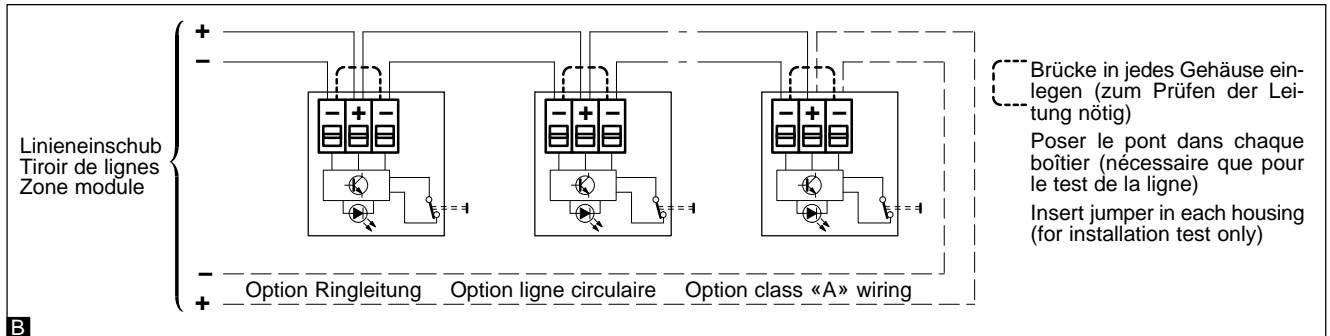 +
−
− + −
− + −
− + −
Linieneinschub
Tiroir de lignes
Zone module
Brücke in jedes Gehäuse ein-
legen (zum Prüfen der Lei-
tung nötig)
Poser le pont dans chaque
boîtier (nécessaire que pour
le test de la ligne)
Insert jumper in each housing
(for installation test only)
−
Option Ringleitung Option ligne circulaire Option class «A» wiring
+
B